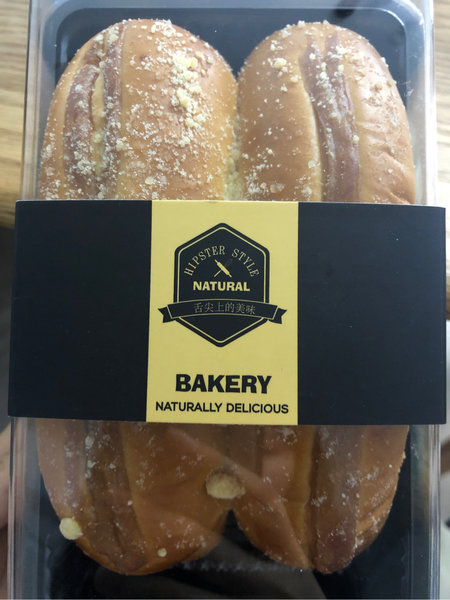 HIPSTER STYLE
NATURAL
舌尖上的美味
BAKERY
NATURALLY DELICIOUS